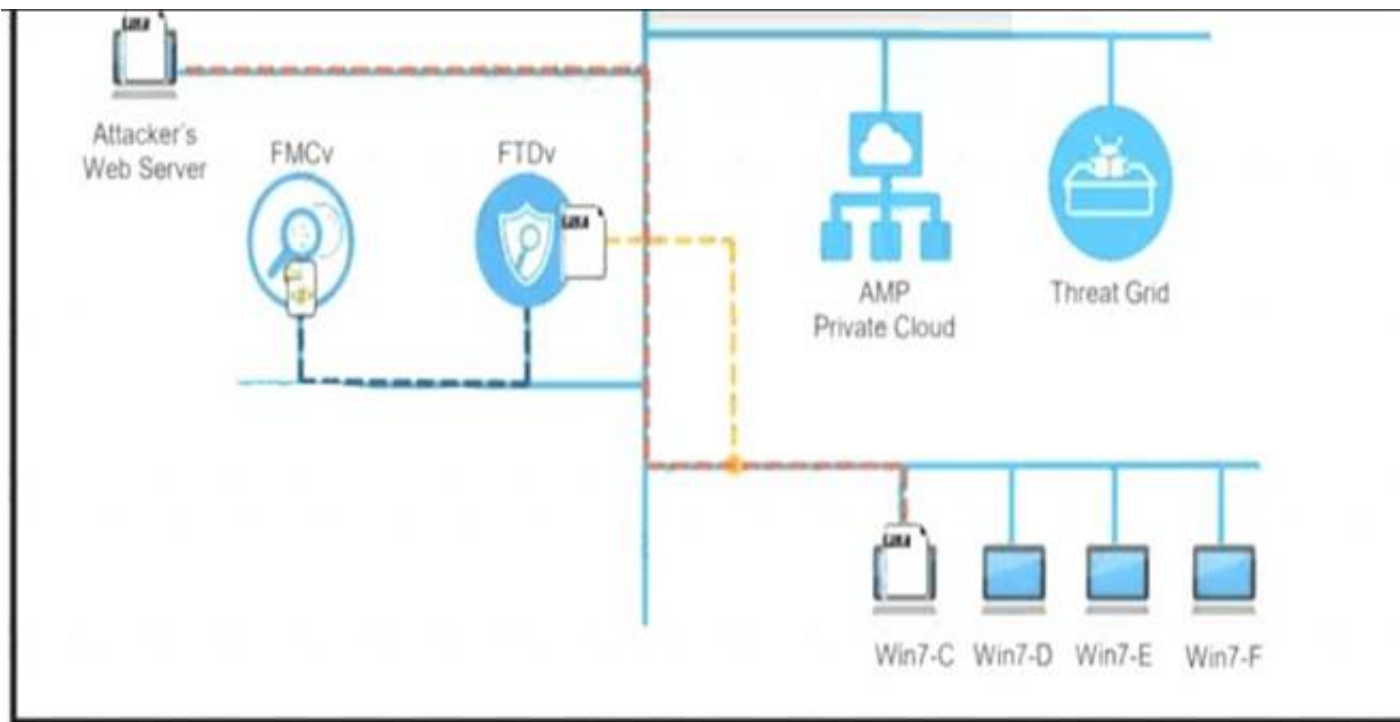 Attacker's
Web Server
FMCv
FTDv
AMP
Private Cloud
Threat Grid
Win7-C
Win7-D
Win7-E
Win7-F